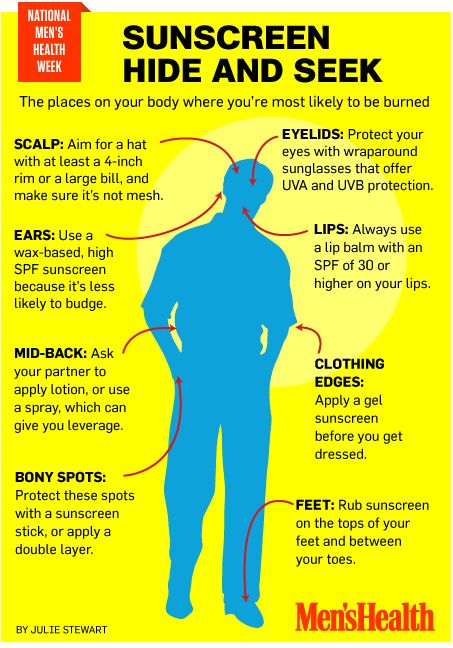 NATIONAL
MEN'S
HEALTH
WEEK
SUNSCREEN
HIDE AND SEEK
The places on your body where you're most likely to be burned
SCALP: Aim for a hat
with at least a 4-inch
rim or a large bill, and
make sure it's not mesh.
EYELIDS: Protect your
eyes with wraparound
sunglasses that offer
UVA and UVB protection.
EARS: Use a
wax-based, high
SPF sunscreen
because it's less
likely to budge.
LIPS: Always use
a lip balm with an
SPF of 30 or
higher on your lips.
MID-BACK: Ask
your partner to
apply lotion, or use
a spray, which can
give you leverage.
CLOTHING
EDGES:
Apply a gel
sunscreen
before you get
dressed.
BONY SPOTS:
Protect these spots
with a sunscreen
stick, or apply a
double layer.
FEET: Rub sunscreen
on the tops of your
feet and between
your toes.
BY JULIE STEWART
Men'sHealth